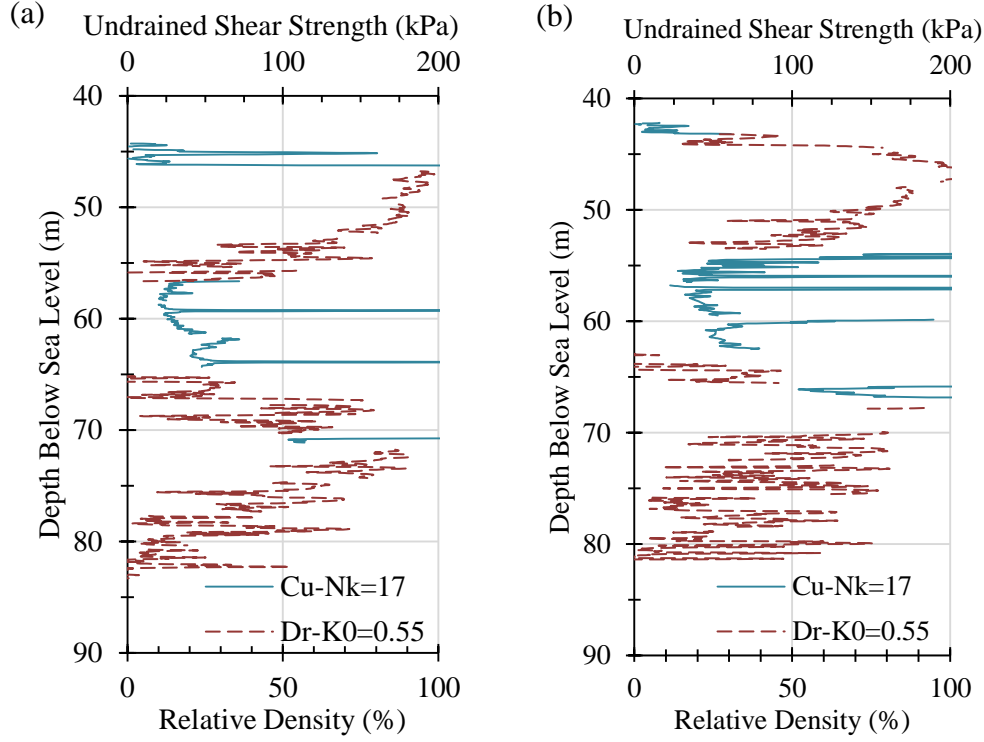 (a)
Undrained Shear Strength (kPa)
0 100 200
40
50
60
70
80
90
Depth Below Sea Level (m)
Cu-Nk=17
Dr-K0=0.55
0 50 100
Relative Density (%)
(b)
Undrained Shear Strength (kPa)
0 100 200
40
50
60
70
80
90
Depth Below Sea Level (m)
Cu-Nk=17
Dr-K0=0.55
0 50 100
Relative Density (%)